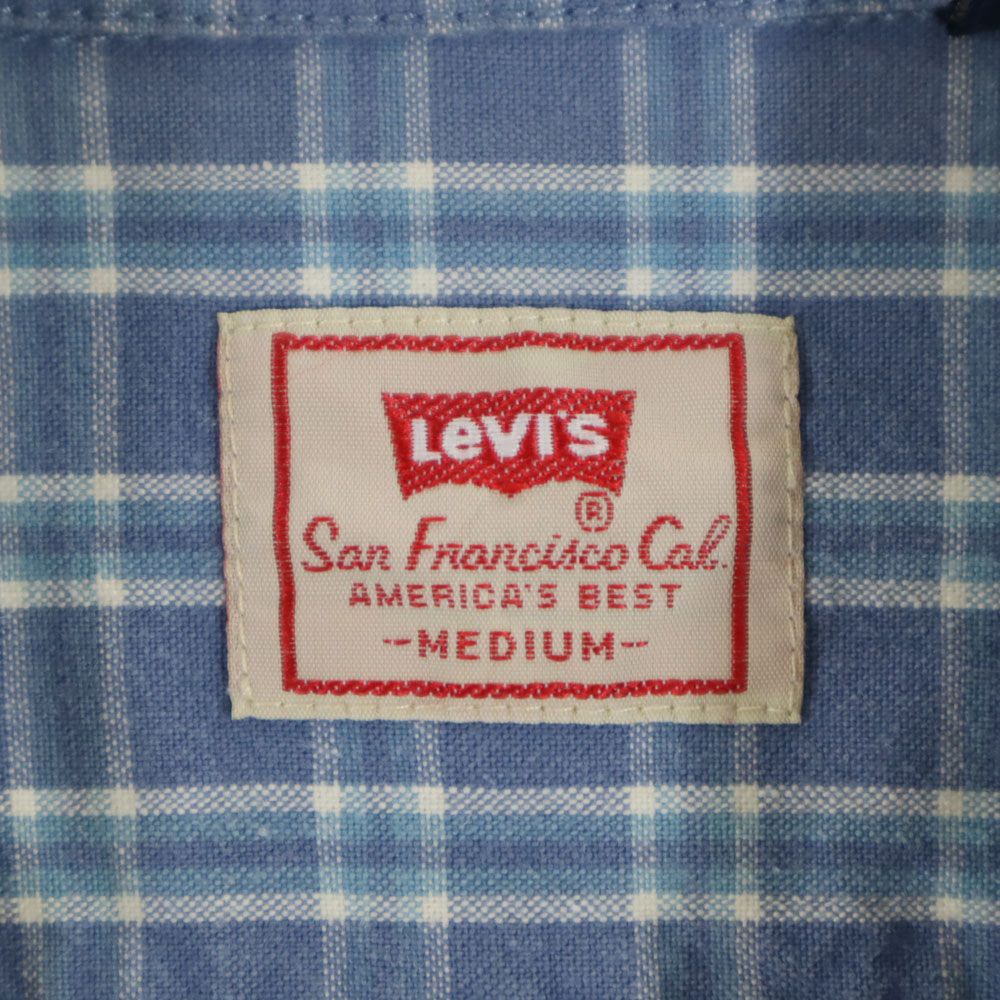 LeVI'S
®
San Francisco Cal.
AMERICA'S BEST
--MEDIUM--